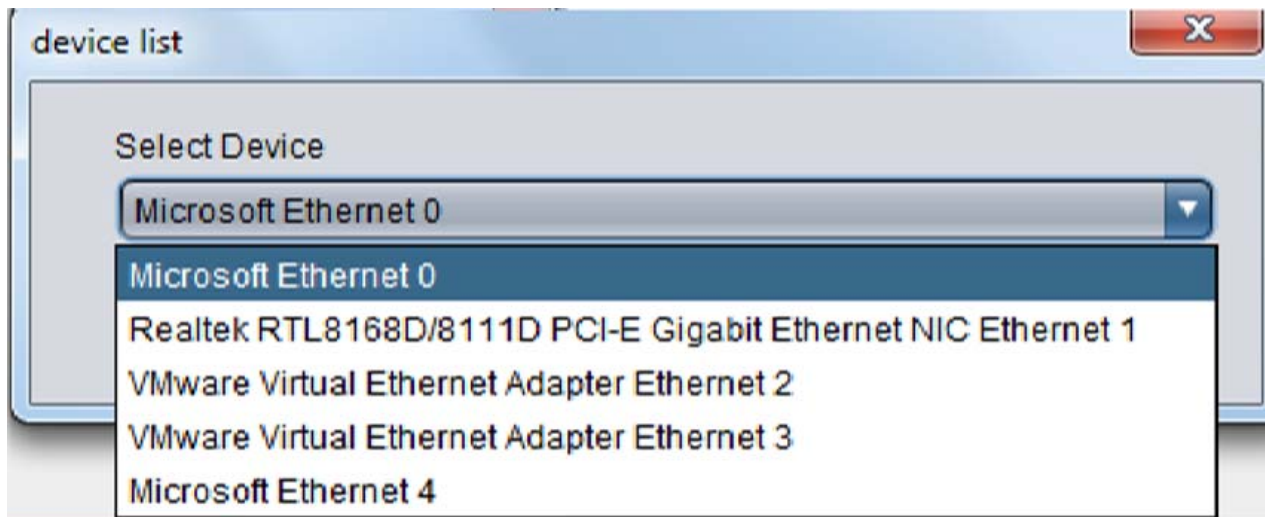 device list
Select Device
Microsoft Ethernet 0
Microsoft Ethernet 0
Realtek RTL8168D/8111D PCI-E Gigabit Ethernet NIC Ethernet 1
VMware Virtual Ethernet Adapter Ethernet 2
VMware Virtual Ethernet Adapter Ethernet 3
Microsoft Ethernet 4